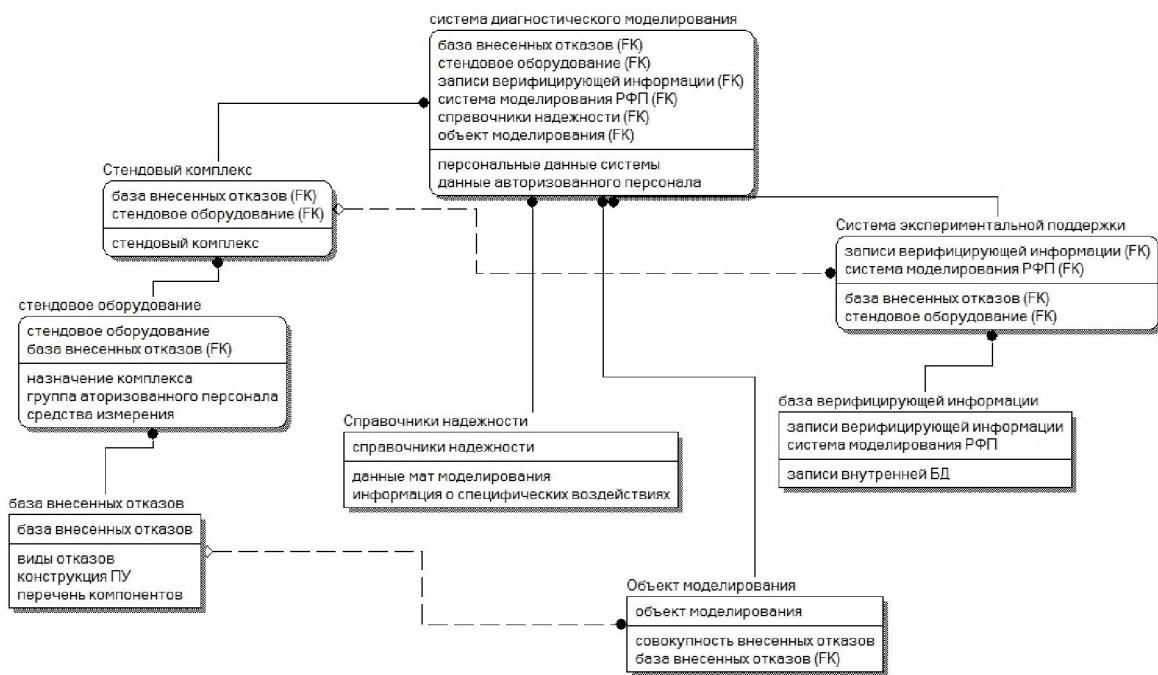 система диагностического моделирования
база внесенных отказов (FK)
стендовое оборудование (FK)
записи верифицирующей информации (FK)
система моделирования РФП (FK)
справочники надежности (FK)
объект моделирования (FK)
персональные данные системы
данные авторизованного персонала
Стендовый комплекс
база внесенных отказов (FK)
стендовое оборудование (FK)
стендовый комплекс
Система экспериментальной поддержки
записи верифицирующей информации (FK)
система моделирования РФП (FK)
база внесенных отказов (FK)
стендовое оборудование (FK)
стендовое оборудование
стендовое оборудование
база внесенных отказов (FK)
назначение комплекса
группа аторизованного персонала
средства измерения
Справочники надежности
справочники надежности
данные мат моделирования
информация о специфических воздействиях
база верифицирующей информации
записи верифицирующей информации
система моделирования РФП
записи внутренней БД
база внесенных отказов
база внесенных отказов
виды отказов
конструкция ПУ
перечень компонентов
Объект моделирования
объект моделирования
совокупность внесенных отказов
база внесенных отказов (FK)